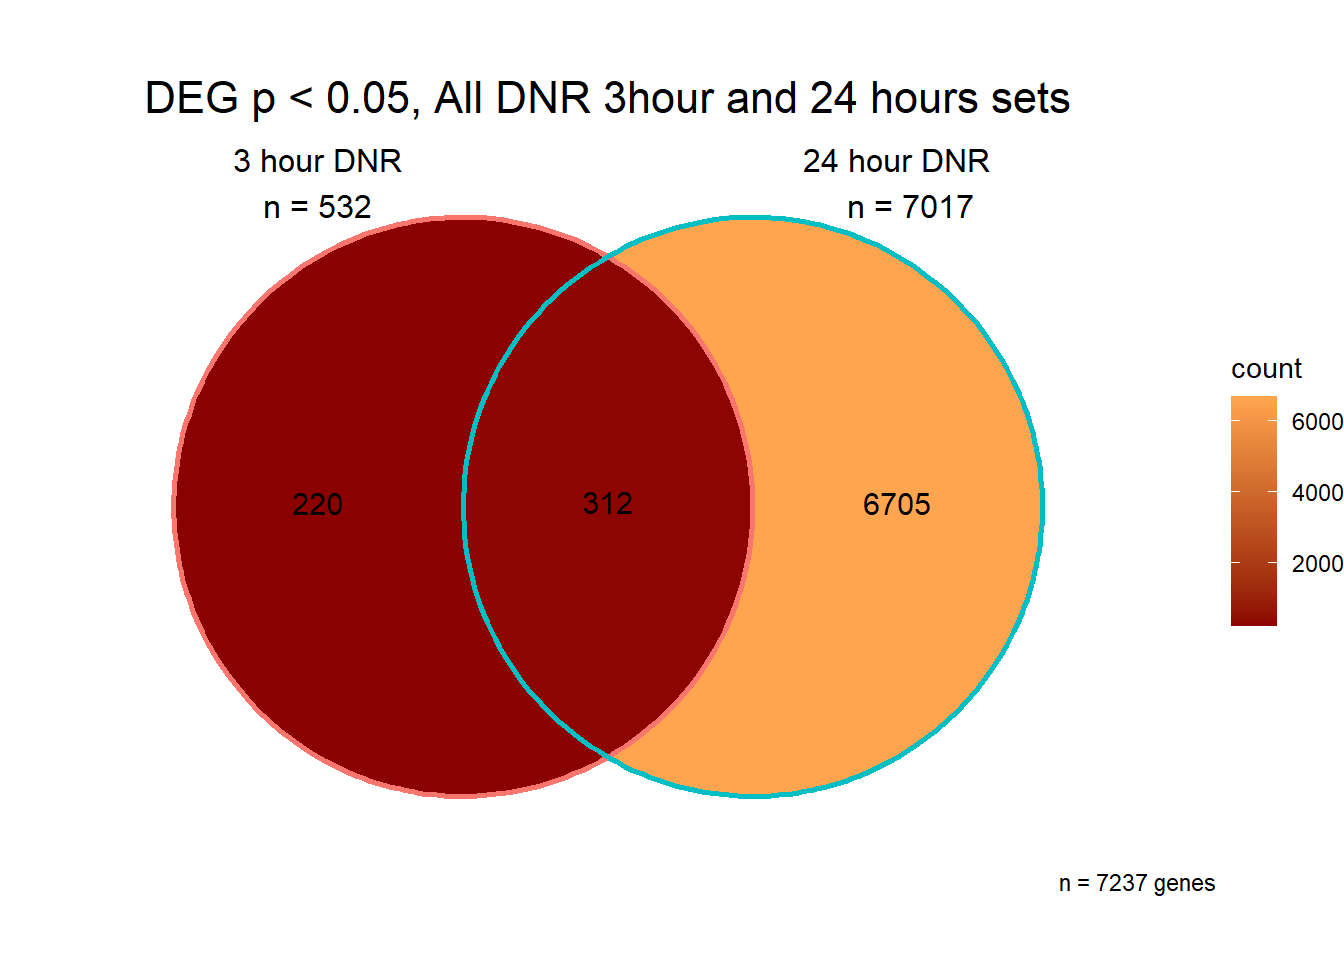 DEG p < 0.05, All DNR 3hour and 24 hours sets
3 hour DNR
n = 532
24 hour DNR
n = 7017
220
312
6705
count
6000
4000
2000
n = 7237 genes